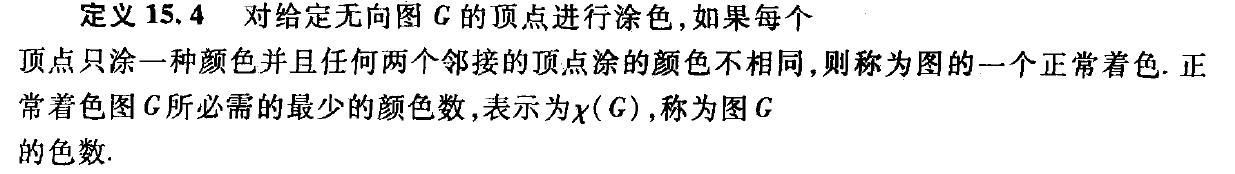 定义 15.4 对给定无向图 G 的顶点进行涂色,如果每个
顶点只涂一种颜色并且任何两个邻接的顶点涂的颜色不相同,则称为图的一个正常着色. 正
常着色图 G 所必需的最少的颜色数,表示为χ(G),称为图 G
的色数.